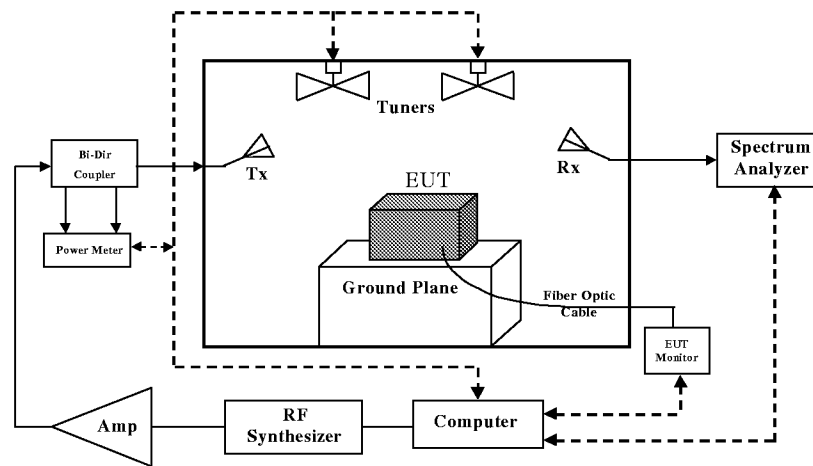 Tuners
Bi-Dir
Coupler
Tx
Rx
Spectrum
Analyzer
EUT
Power Meter
Ground Plane
Fiber Optic
Cable
EUT
Monitor
Amp
RF
Synthesizer
Computer